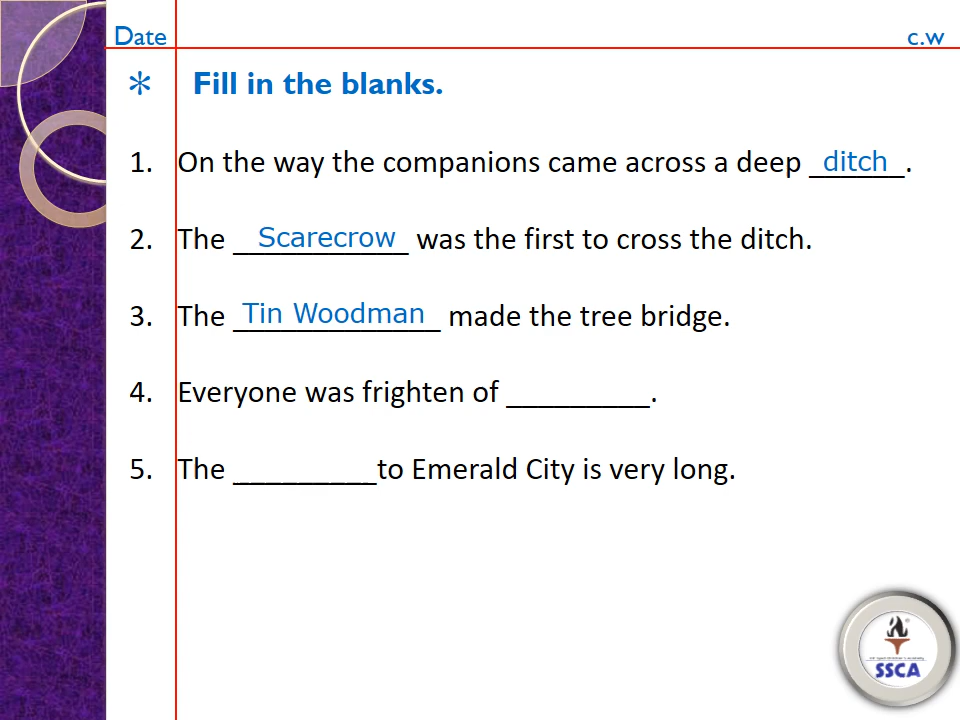 Date c.w
* Fill in the blanks.
1. On the way the companions came across a deep ditch.
2. The Scarecrow was the first to cross the ditch.
3. The Tin Woodman made the tree bridge.
4. Everyone was frighten of _________.
5. The _________to Emerald City is very long.
SSCA